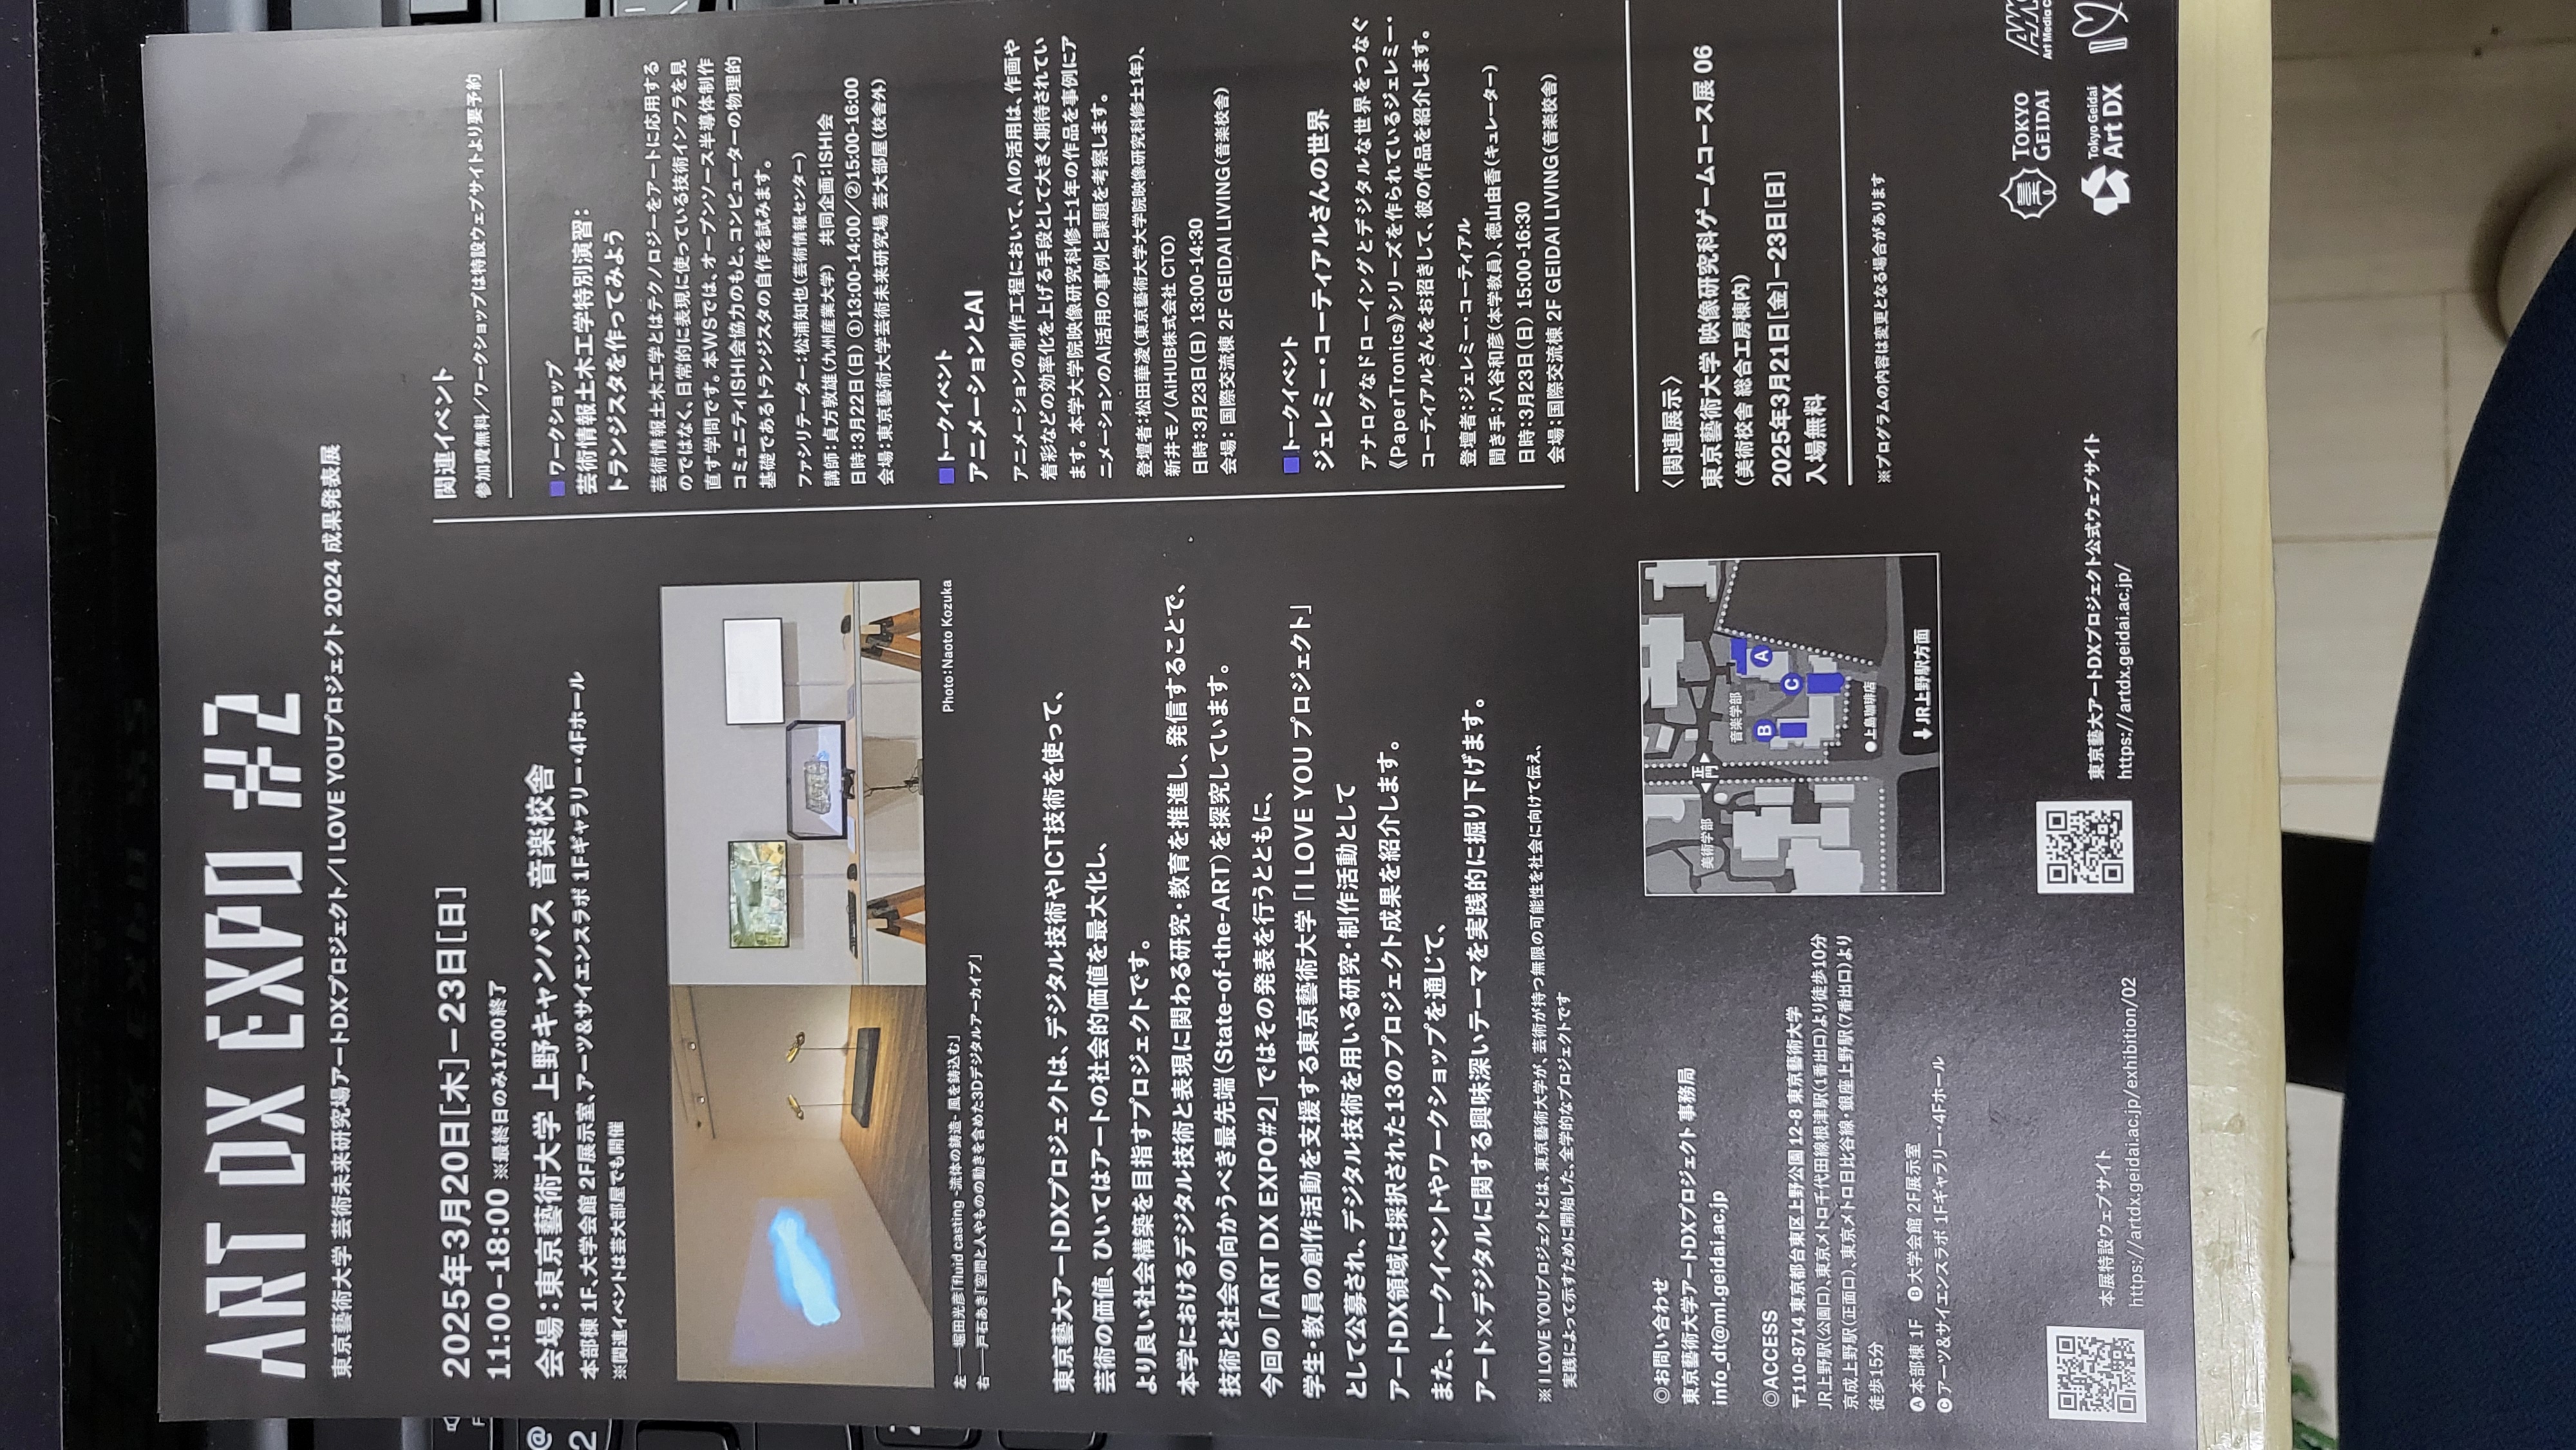 ART DX EXPO #2
東京藝術大学 芸術未来研究場アートDXプロジェクト／I LOVE YOUプロジェクト 2024 成果発表展
2025年3月20日[木]−23日[日]
11:00−18:00 ※最終日のみ17:00終了
会場：東京藝術大学 上野キャンパス 音楽校舎
本部棟 1F、大学会館 2F展示室、アーツ&サイエンスラボ 1Fギャラリー・4Fホール
※関連イベントは芸大部屋でも開催
左──堀田光彦「fluid casting -流体の鋳造- 風を鋳込む」
右──戸石あき「空間と人やものの動きを含めた3Dデジタルアーカイブ」
Photo：Naoto Kozuka
東京藝大アートDXプロジェクトは、デジタル技術やICT技術を使って、
芸術の価値、ひいてはアートの社会的価値を最大化し、
より良い社会構築を目指すプロジェクトです。
本学におけるデジタル技術と表現に関わる研究・教育を推進し、発信することで、
技術と社会の向かうべき最先端（State-of-the-ART）を探究しています。
今回の「ART DX EXPO#2」ではその発表を行うとともに、
学生・教員の創作活動を支援する東京藝術大学「I LOVE YOU プロジェクト」
として公募され、デジタル技術を用いる研究・制作活動として
アートDX領域に採択された13のプロジェクト成果を紹介します。
また、トークイベントやワークショップを通じて、
アート×デジタルに関する興味深いテーマを実践的に掘り下げます。
※ I LOVE YOUプロジェクトとは、東京藝術大学が、芸術が持つ無限の可能性を社会に向けて伝え、
実践によって示すために開始した、全学的なプロジェクトです
関連イベント
参加費無料／ワークショップは特設ウェブサイトより要予約
■ ワークショップ
芸術情報土木工学特別演習：
トランジスタを作ってみよう
芸術情報土木工学とはテクノロジーをアートに応用する
のではなく、日常的に表現に使っている技術インフラを見
直す学問です。本WSでは、オープンソース半導体制作
コミュニティISHI会協力のもと、コンピューターの物理的
基礎であるトランジスタの自作を試みます。
ファシリテーター：松浦知也（芸術情報センター）
講師：貞方敦雄（九州産業大学） 共同企画：ISHI会
日時：3月22日（日） ①13:00-14:00／②15:00-16:00
会場：東京藝術大学芸術未来研究場 芸大部屋（校舎外）
■ トークイベント
アニメーションとAI
アニメーションの制作工程において、AIの活用は、作画や
着彩などの効率化を上げる手段として大きく期待されてい
ます。本学大学院映像研究科修士1年の作品を事例にア
ニメーションのAI活用の事例と課題を考察します。
登壇者：松田華凌（東京藝術大学大学院映像研究科修士1年）、
新井モノ（AiHUB株式会社 CTO）
日時：3月23日（日） 13:00-14:30
会場： 国際交流棟 2F GEIDAI LIVING（音楽校舎）
■ トークイベント
ジェレミー・コーティアルさんの世界
アナログなドローイングとデジタルな世界をつなぐ
《PaperTronics》シリーズを作られているジェレミー・
コーティアルさんをお招きして、彼の作品を紹介します。
登壇者：ジェレミー・コーティアル
聞き手：八谷和彦（本学教員）、徳山由香（キュレーター）
日時：3月23日（日） 15:00-16:30
会場：国際交流棟 2F GEIDAI LIVING（音楽校舎）
〈関連展示〉
東京藝術大学 映像研究科ゲームコース展 06
（美術校舎 総合工房棟内）
2025年3月21日[金]−23日[日]
入場無料
※プログラムの内容は変更となる場合があります
◎お問い合わせ
東京藝術大学アートDXプロジェクト 事務局
info_dt@ml.geidai.ac.jp
◎ACCESS
〒110-8714 東京都台東区上野公園 12-8 東京藝術大学
JR上野駅（公園口）、東京メトロ千代田線根津駅（1番出口）より徒歩10分
京成上野駅（正面口）、東京メトロ日比谷線・銀座上野駅（7番出口）より
徒歩15分
Ⓐ本部棟 1F Ⓑ大学会館 2F展示室
Ⓒアーツ&サイエンスラボ 1Fギャラリー・4Fホール
美術学部
正門
音楽学部
A
B
C
上島珈琲店
JR上野駅方面
本展特設ウェブサイト
https://artdx.geidai.ac.jp/exhibition/02
東京藝大アートDXプロジェクト公式ウェブサイト
https://artdx.geidai.ac.jp/
TOKYO
GEIDAI
AMC
Art Media C
Tokyo Geidai
Art DX